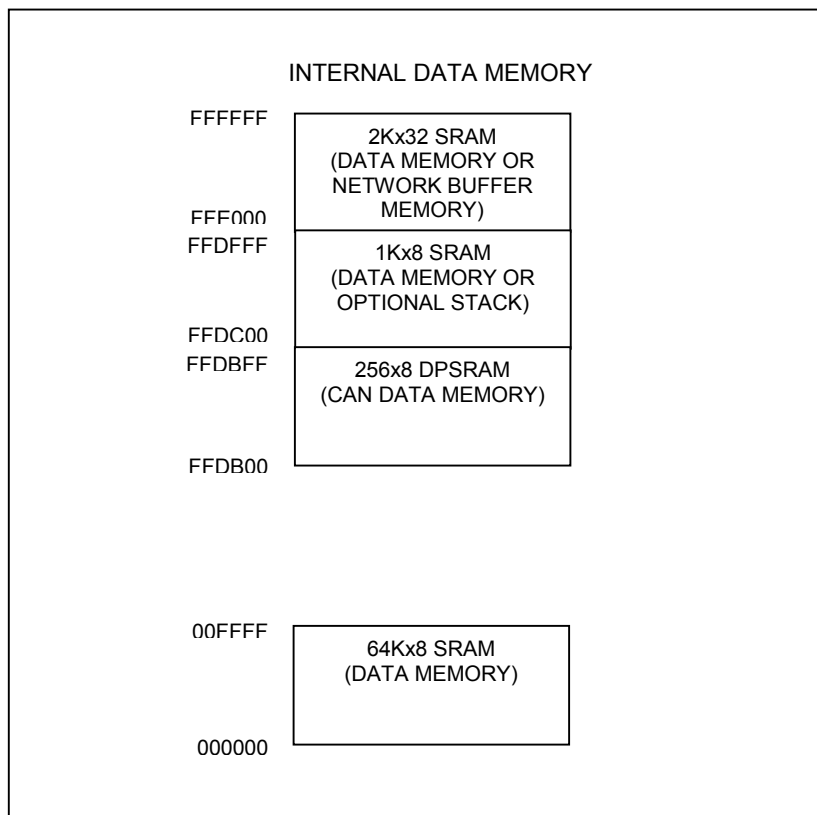 INTERNAL DATA MEMORY
FFFFFF
2Kx32 SRAM
(DATA MEMORY OR
NETWORK BUFFER
MEMORY)
FFE000
FFDFFF
1Kx8 SRAM
(DATA MEMORY OR
OPTIONAL STACK)
FFDC00
FFDBFF
256x8 DPSRAM
(CAN DATA MEMORY)
FFDB00
00FFFF
64Kx8 SRAM
(DATA MEMORY)
000000